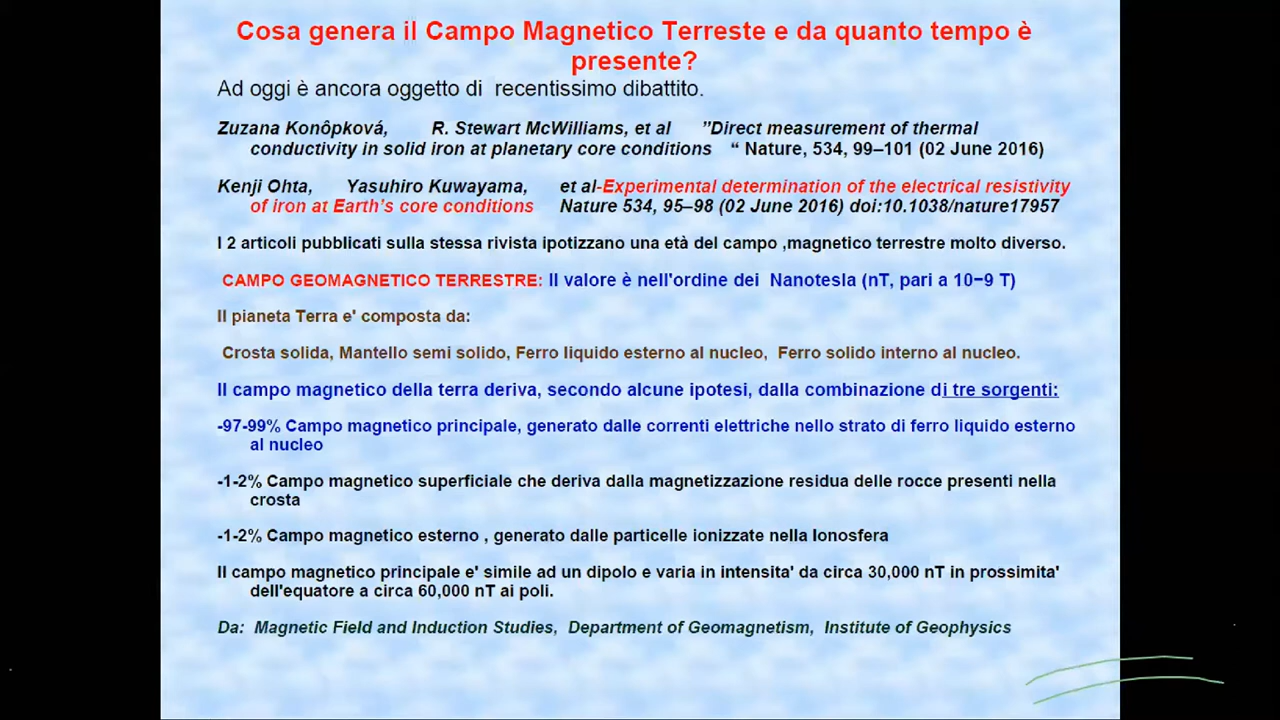 Cosa genera il Campo Magnetico Terreste e da quanto tempo è
presente?
Ad oggi è ancora oggetto di recentissimo dibattito.
Zuzana Konôpková, R. Stewart McWilliams, et al ”Direct measurement of thermal
conductivity in solid iron at planetary core conditions “ Nature, 534, 99–101 (02 June 2016)
Kenji Ohta, Yasuhiro Kuwayama, et al-Experimental determination of the electrical resistivity
of iron at Earth’s core conditions Nature 534, 95–98 (02 June 2016) doi:10.1038/nature17957
I 2 articoli pubblicati sulla stessa rivista ipotizzano una età del campo ,magnetico terrestre molto diverso.
CAMPO GEOMAGNETICO TERRESTRE: Il valore è nell'ordine dei Nanotesla (nT, pari a 10−9 T)
Il pianeta Terra e' composta da:
Crosta solida, Mantello semi solido, Ferro liquido esterno al nucleo, Ferro solido interno al nucleo.
Il campo magnetico della terra deriva, secondo alcune ipotesi, dalla combinazione di tre sorgenti:
-97-99% Campo magnetico principale, generato dalle correnti elettriche nello strato di ferro liquido esterno
al nucleo
-1-2% Campo magnetico superficiale che deriva dalla magnetizzazione residua delle rocce presenti nella
crosta
-1-2% Campo magnetico esterno , generato dalle particelle ionizzate nella Ionosfera
Il campo magnetico principale e' simile ad un dipolo e varia in intensita' da circa 30,000 nT in prossimita'
dell'equatore a circa 60,000 nT ai poli.
Da: Magnetic Field and Induction Studies, Department of Geomagnetism, Institute of Geophysics